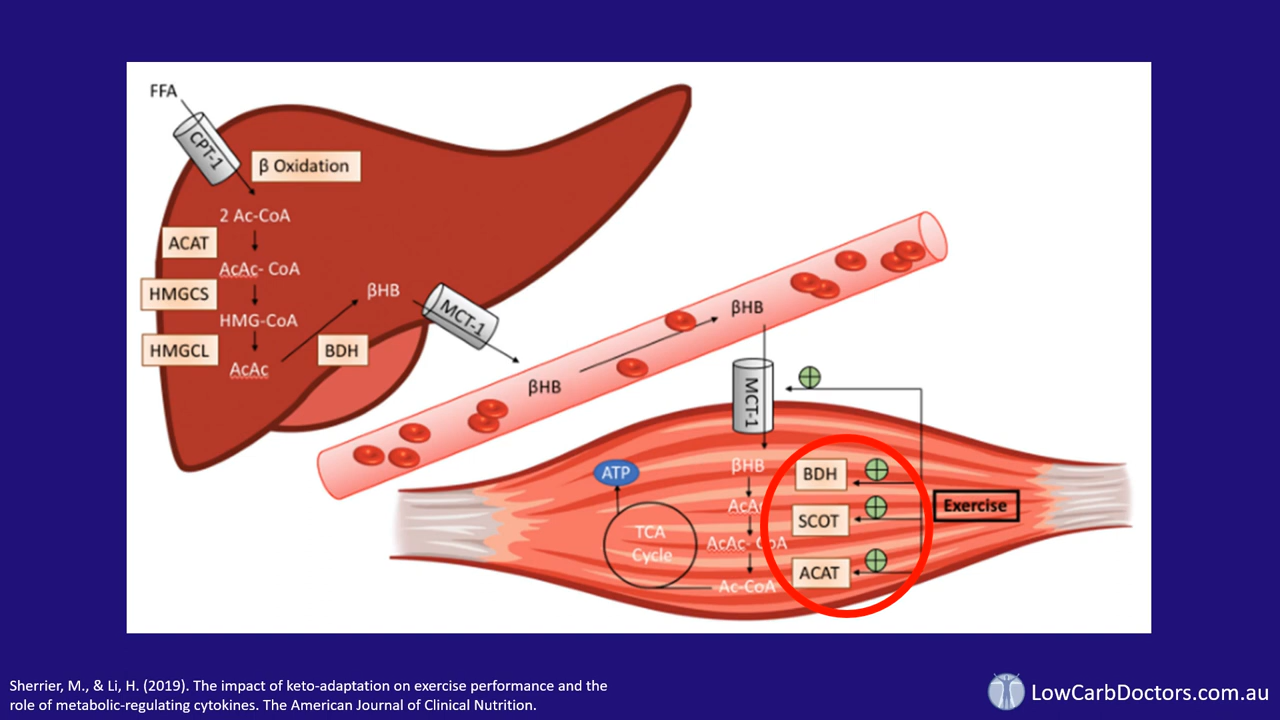 FFA
CPT-1
β Oxidation
2 Ac-CoA
ACAT
AcAc- CoA
HMGCS
HMG-CoA
HMGCL
AcAc
BDH
βHB
MCT-1
βHB
βHB
MCT-1
βHB
BDH
AcAc
SCOT
AcAc- CoA
ACAT
Ac-CoA
Exercise
ATP
TCA
Cycle
Sherrier, M., & Li, H. (2019). The impact of keto-adaptation on exercise performance and the
role of metabolic-regulating cytokines. The American Journal of Clinical Nutrition.
LowCarbDoctors.com.au